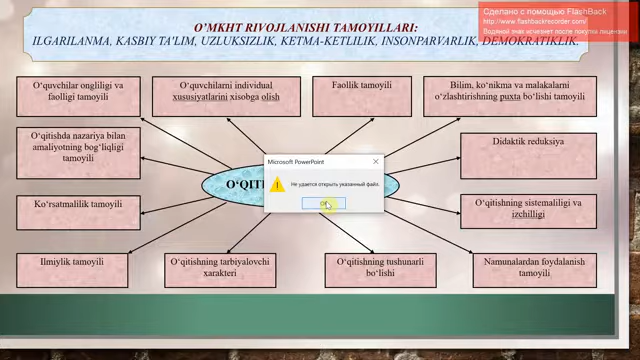 Сделано с помощью FlashBack
http://www.flashbackrecorder.com/
Водяной знак исчезнет после покупка лицензии
O’MKHT RIVOJLANISHI TAMOYILLARI:
ILGARILANMA, KASBIY TA’LIM, UZLUKSIZLIK, KETMA-KETLILIK, INSONPARVARLIK, DEMOKRATIKLIK.
O‘quvchilar ongliligi va
faolligi tamoyili
O‘quvchilarni individual
xususiyatlarini xisobga olish
Faollik tamoyili
Bilim, ko‘nikma va malakalarni
o‘zlashtirishning puxta bo‘lishi tamoyili
O‘qitishda nazariya bilan
amaliyotning bog‘liqligi
tamoyili
Didaktik reduksiya
Microsoft PowerPoint
Не удается открыть указанный файл.
OK
O‘QITI
Ko‘rsatmalilik tamoyili
O‘qitishning sistemaliligi va
izchilligi
Ilmiylik tamoyili
O‘qitishning tarbiyalovchi
xarakteri
O‘qitishning tushunarli
bo‘lishi
Namunalardan foydalanish
tamoyili